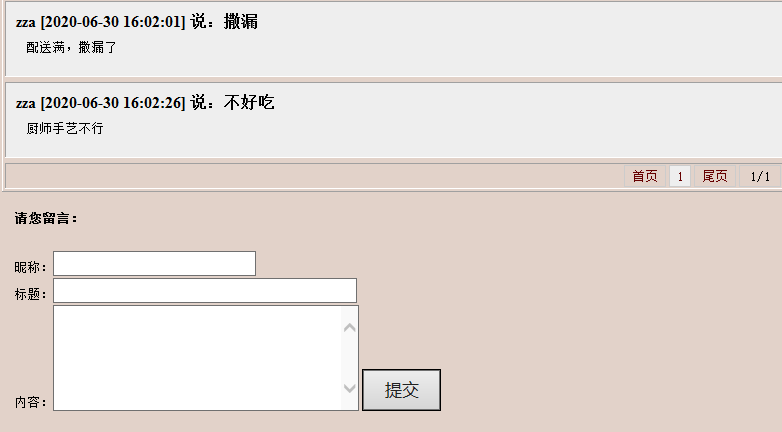 zza [2020-06-30 16:02:01] 说：撒漏
配送满，撒漏了
zza [2020-06-30 16:02:26] 说：不好吃
厨师手艺不行
首页 1 尾页 1/1
请您留言：
昵称：
标题：
内容： 提交